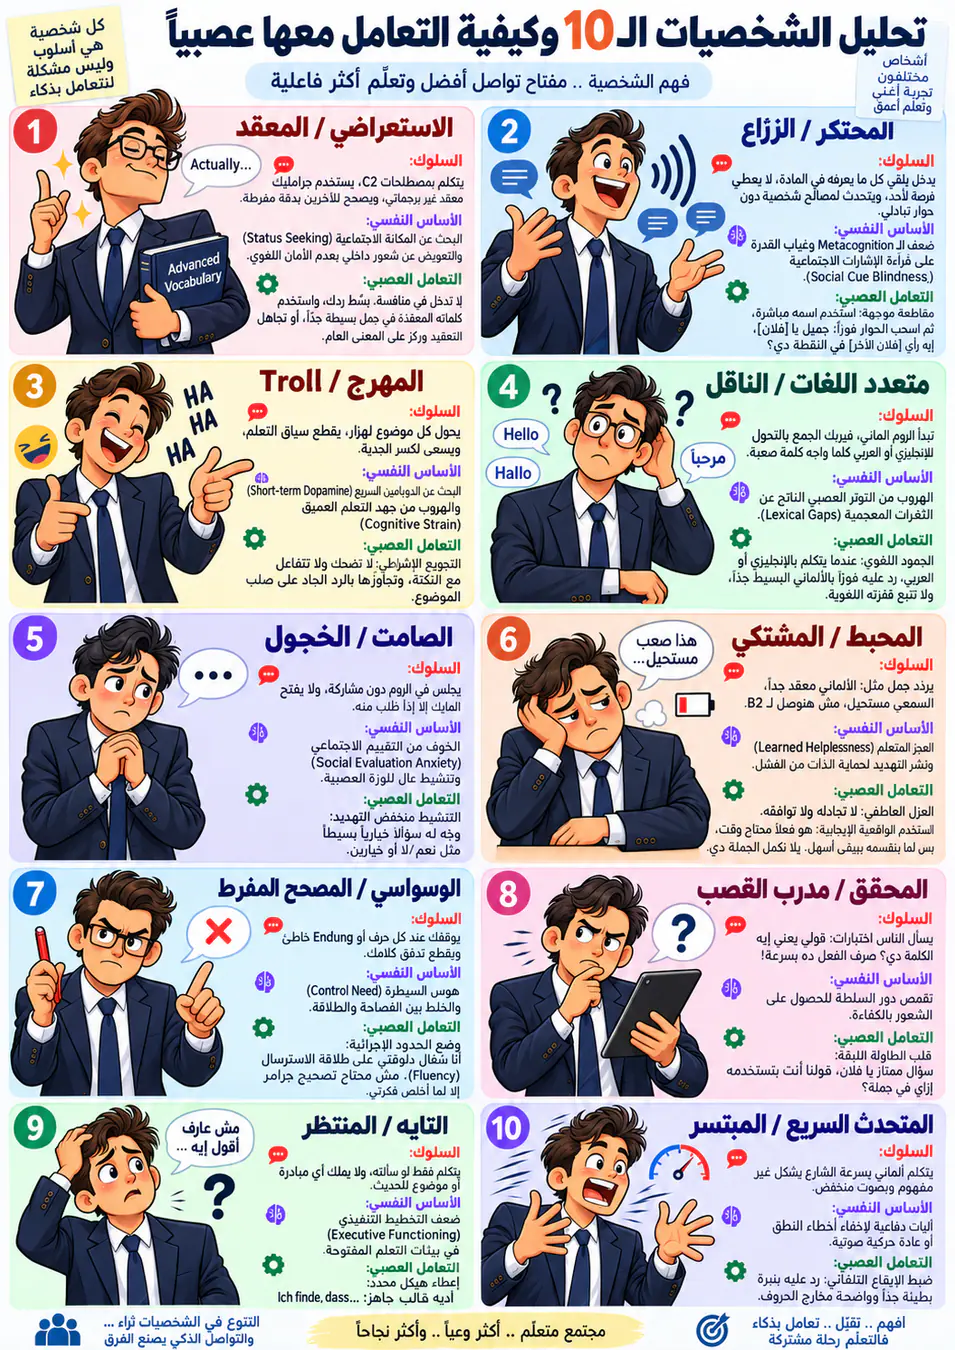 تحليل الشخصيات الـ 10 وكيفية التعامل معها عصبياً
كل شخصية
هي أسلوب
وليس مشكلة
لنتعامل بذكاء
فهم الشخصية .. مفتاح تواصل أفضل وتعلّم أكثر فاعلية
أشخاص
مختلفون
تجربة أغنى
وتعلم أعمق
1
الاستعراضي / المعقد
Actually...
Advanced
Vocabulary
السلوك:
يتكلم بمصطلحات C2، يستخدم جراميك
معقد غير برجماتي، ويصحح للآخرين بدقة مفرطة.
الأساس النفسي:
البحث عن المكانة الاجتماعية (Status Seeking)
والتعويض عن شعور داخلي بعدم الأمان اللغوي.
التعامل العصبي:
لا تدخل في منافسة. بسّط ردك، واستخدم
كلماته المعقدة في جمل بسيطة جدّاً، أو تجاهل
التعقيد وركز على المعنى العام.
2
المحتكر /
السلوك:
يدخل يلقي كل ما يعرفه في المادة، لا يعطي
فرصة لأحد، ويتحدث لمصالح شخصية دون
حوار تبادلي.
الأساس النفسي:
ضعف الـ Metacognition وغياب القدرة
على قراءة الإشارات الاجتماعية
(Social Cue Blindness,).
التعامل العصبي:
مقاطعة موجهة: استخدم اسمه مباشرة،
ثم اسحب الحوار فوراً: جميل يا [فلان]،
إيه رأي [فلان الآخر] في النقطة دي؟
3
المهرج / Troll
HA
HA
HA
السلوك:
يحول كل موضوع لهزار، يقطع سياق التعلم،
ويسعى لكسر الجدية.
الأساس النفسي:
البحث عن الدوبامين السريع (Short-term Dopamine)
والهروب من جهد التعلم العميق
(Cognitive Strain)
التعامل العصبي:
التجويع الإشراطي: لا تضحك ولا تتفاعل
مع النكتة، وتجاوزها بالرد الجاد على صلب
الموضوع.
4
متعدد اللغات / الناقل
?
?
Hello
Hallo
مرحباً
السلوك:
تبدأ الروم الماني، فيربك الجمع بالتحول
للإنجليزي أو العربي كلما واجه كلمة صعبة.
الأساس النفسي:
الهروب من التوتر العصبي الناتج عن
الثغرات المعجمية (Lexical Gaps).
التعامل العصبي:
الجمود اللغوي: عندما يتكلم بالإنجليزي أو
العربي، رد عليه فوراً بالألماني البسيط جداً،
ولا تتبع قفزته اللغوية.
5
الصامت / الخجول
...
السلوك:
يجلس في الروم دون مشاركة، ولا يفتح
المايك إلا إذا طلب منه.
الأساس النفسي:
الخوف من التقييم الاجتماعي
(Social Evaluation Anxiety)
وتنشيط عال للوزة العصبية.
التعامل العصبي:
التنشيط منخفض التهديد:
وجّه له سؤالاً خيارياً بسيطاً
مثل نعم/لا أو خيارين.
6
المحبط / المشتكي
هذا صعب
مستحيل...
السلوك:
يردد جمل مثل: الألماني معقد جداً،
السمعي مستحيل، مش هنوصل لـ B2.
الأساس النفسي:
العجز المتعلم (Learned Helplessness)
ونشر التهديد لحماية الذات من الفشل.
التعامل العصبي:
العزل العاطفي: لا تجادله ولا توافقه.
استخدم الواقعية الإيجابية: هو فعلاً محتاج وقت،
بس لما بنقسمه بيبقى أسهل. يلا نكمل الجملة دي.
7
الوسواسي / المصحح المفرط
السلوك:
يوقفك عند كل حرف أو Endung خاطئ
ويقطع تدفق كلامك.
الأساس النفسي:
هوس السيطرة (Control Need)
والخلط بين الفصاحة والطلاقة.
التعامل العصبي:
وضع الحدود الإجرائية:
أنا شغال دلوقتي على طلاقة الاسترسال
(Fluency). مش محتاج تصحيح جرامر
إلا لما أخلص فكرتي.
8
المحقق / مدرب القصب
?
السلوك:
يسأل الناس اختبارات: قولي يعني إيه
الكلمة دي؟ صرف الفعل ده بسرعة!
الأساس النفسي:
تقمص دور السلطة للحصول على
الشعور بالكفاءة.
التعامل العصبي:
قلب الطاولة اللبقة:
سؤال ممتاز يا فلان، قولنا أنت بتستخدمه
إزاي في جملة؟
9
التايه / المنتظر
مش عارف
أقول إيه ...
?
السلوك:
يتكلم فقط لو سألته، ولا يملك أي مبادرة
أو موضوع للحديث.
الأساس النفسي:
ضعف التخطيط التنفيذي
(Executive Functioning)
في بيئات التعلم المفتوحة.
التعامل العصبي:
إعطاء هيكل محدد:
أديه قالب جاهز: Ich finde, dass...
10
المتحدث السريع / المبتسر
السلوك:
يتكلم ألماني بسرعة الشارع بشكل غير
مفهوم وبصوت منخفض.
الأساس النفسي:
أليات دفاعية لإخفاء أخطاء النطق
أو عادة حركية صوتية.
التعامل العصبي:
ضبط الإيقاع التلقائي: رد عليه بنبرة
بطيئة جداً وواضحة مخارج الحروف.
التنوع في الشخصيات ثراء ...
والتواصل الذكي يصنع الفرق
مجتمع متعلّم .. أكثر وعياً .. وأكثر نجاحاً
افهم .. تقبّل .. تعامل بذكاء
فالتعلّم رحلة مشتركة